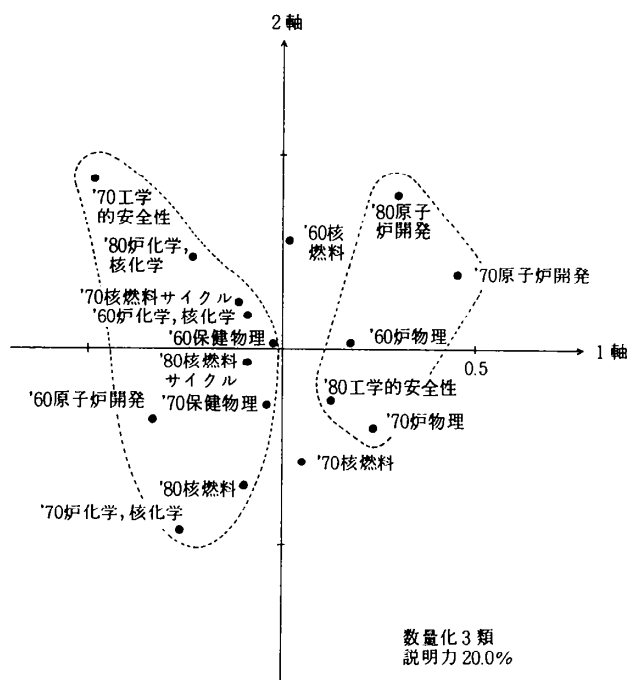 2軸
'70工学
的安全性
'80炉化学,
核化学
'60核
燃料
'80原子
炉開発
'70原子炉開発
'70核燃料サイクル
'60炉化学,核化学
'60保健物理
'60炉物理
1軸
0.5
'80核燃料
サイクル
'60原子炉開発
'70保健物理
'80工学的安全性
'70炉物理
'70核燃料
'80核燃料
'70炉化学,核化学
数量化3類
説明力20.0%